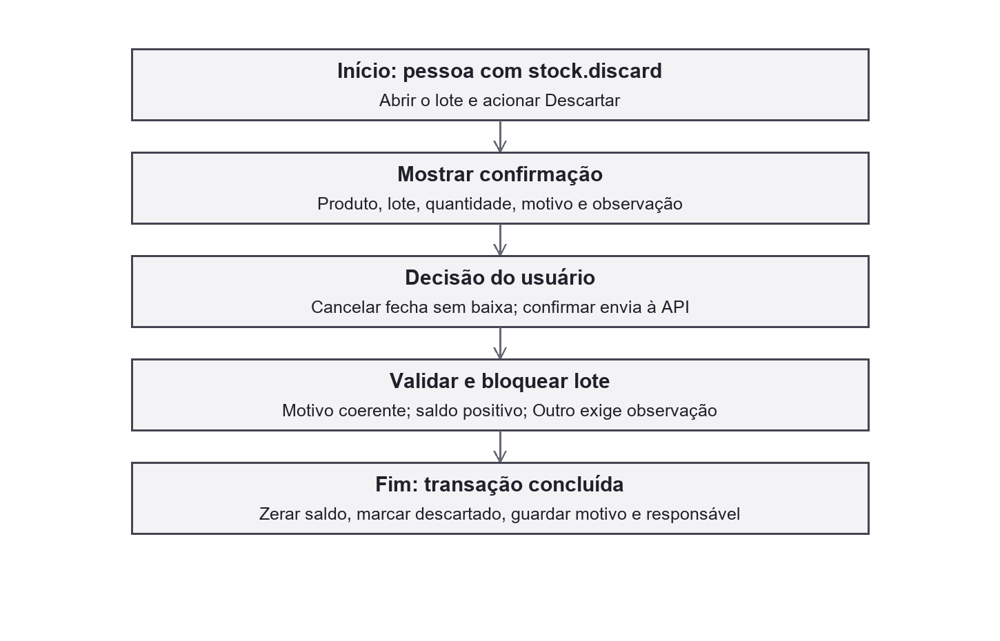 Início: pessoa com stock.discard
Abrir o lote e acionar Descartar
Mostrar confirmação
Produto, lote, quantidade, motivo e observação
Decisão do usuário
Cancelar fecha sem baixa; confirmar envia à API
Validar e bloquear lote
Motivo coerente; saldo positivo; Outro exige observação
Fim: transação concluída
Zerar saldo, marcar descartado, guardar motivo e responsável